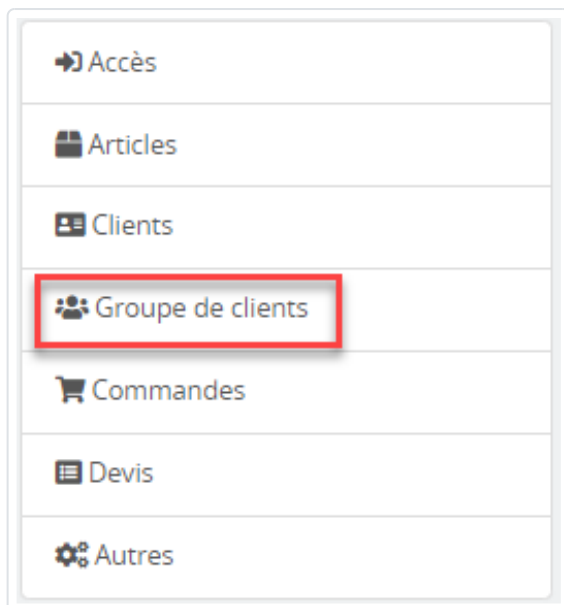 Accès
Articles
Clients
Groupe de clients
Commandes
Devis
Autres